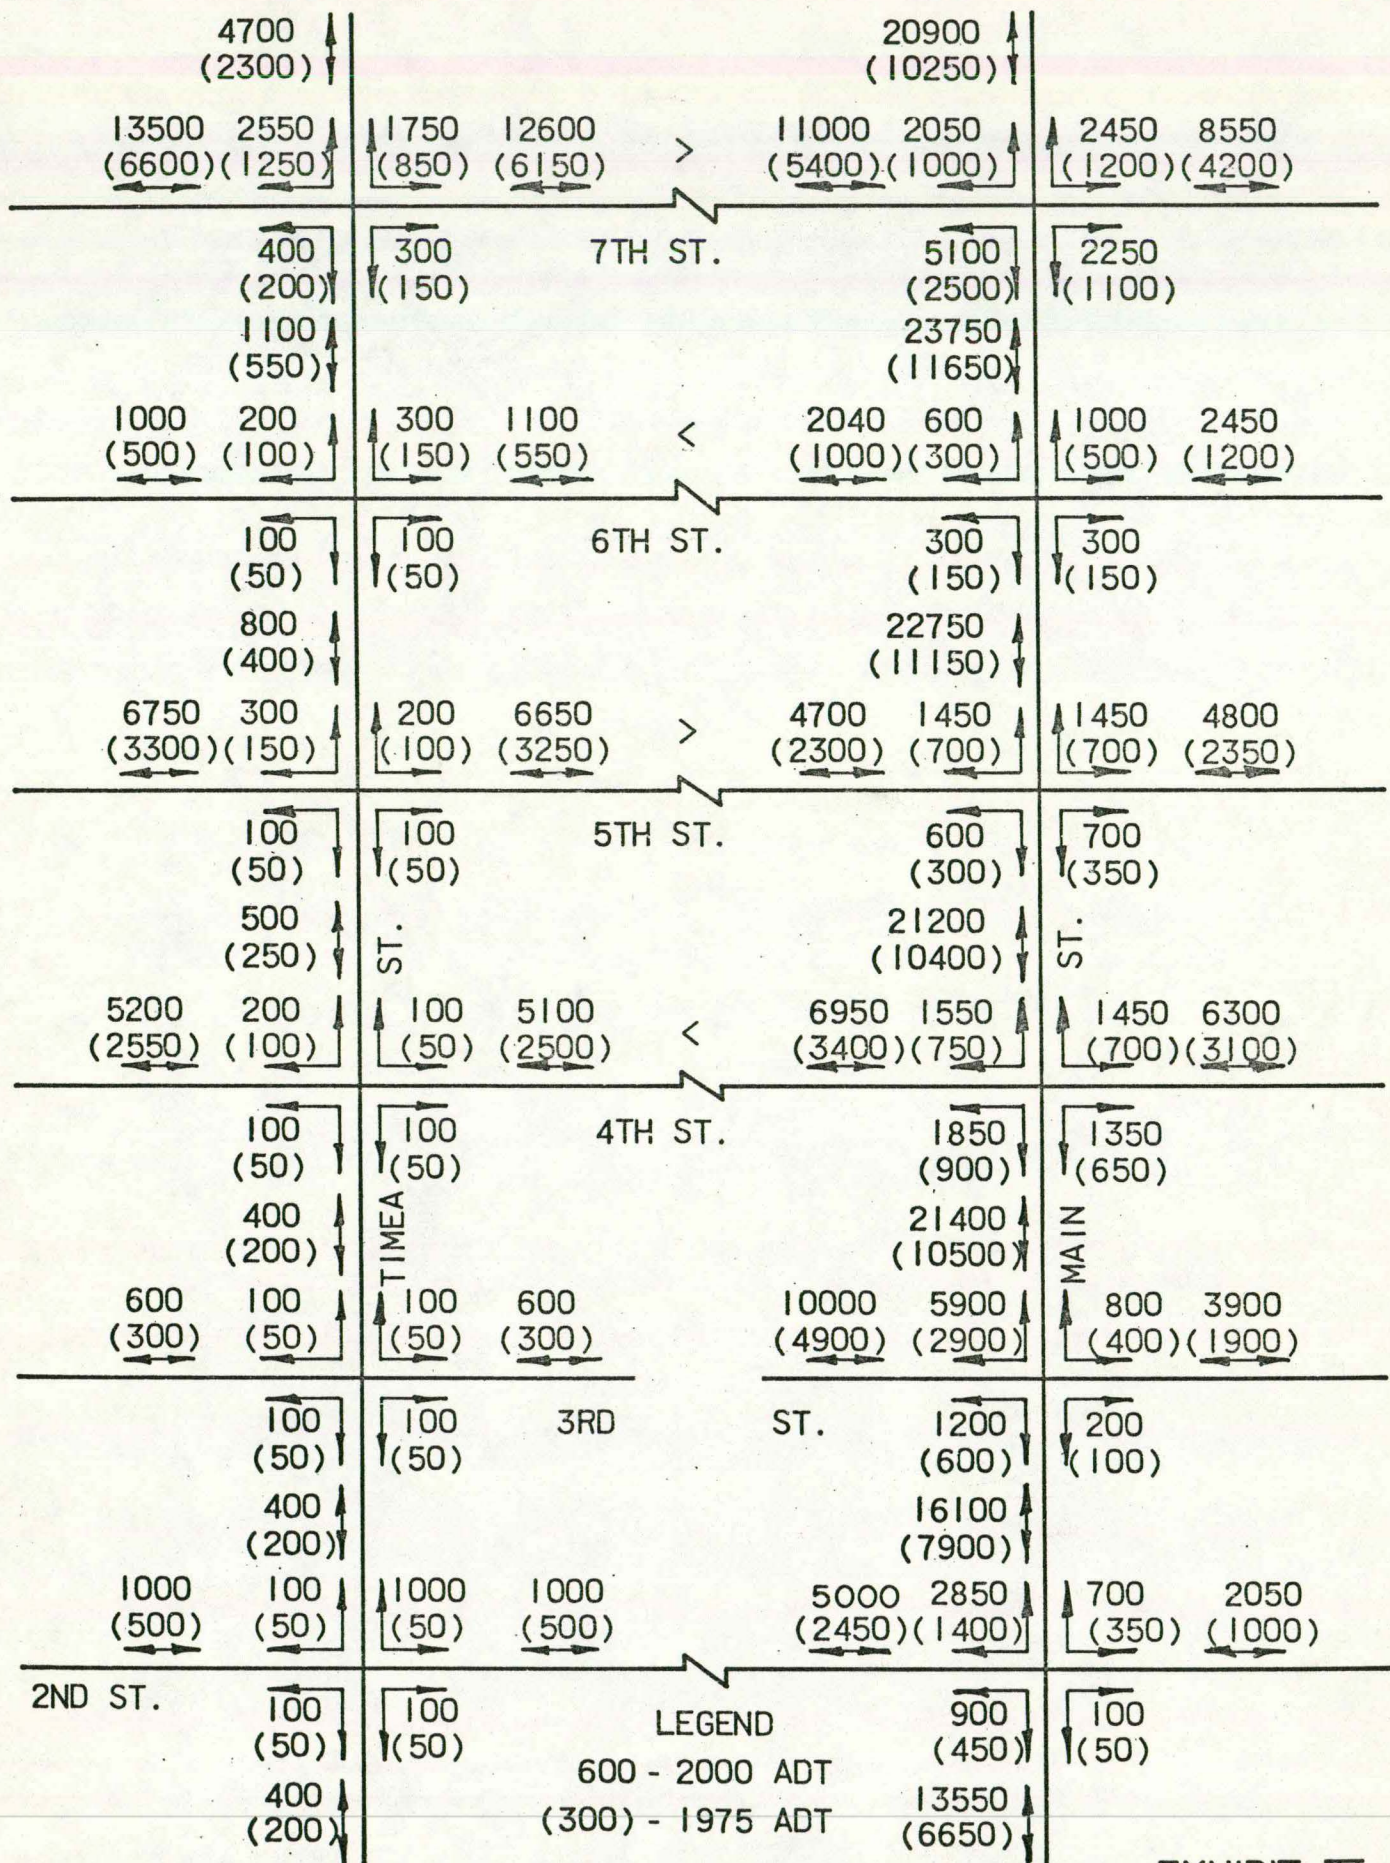 4700 20900
(2300) (10250)
13500 2550 1750 12600 > 11000 2050 2450 8550
(6600) (1250) (850) (6150) (5400) (1000) (1200) (4200)
400 300 7TH ST. 5100 2250
(200) (150) (2500) (1100)
1100 23750
(550) (11650)
1000 200 300 1100 < 2040 600 1000 2450
(500) (100) (150) (550) (1000) (300) (500) (1200)
100 100 6TH ST. 300 300
(50) (50) (150) (150)
800 22750
(400) (11150)
6750 300 200 6650 > 4700 1450 1450 4800
(3300) (150) (100) (3250) (2300) (700) (700) (2350)
100 100 5TH ST. 600 700
(50) (50) (300) (350)
500 21200
(250) ST. (10400) ST.
5200 200 100 5100 < 6950 1550 1450 6300
(2550) (100) (50) (2500) (3400) (750) (700) (3100)
100 100 4TH ST. 1850 1350
(50) (50) (900) (650)
400 TIMEA 21400 MAIN
(200) (10500)
600 100 100 600 10000 5900 800 3900
(300) (50) (50) (300) (4900) (2900) (400) (1900)
100 100 3RD ST. 1200 200
(50) (50) (600) (100)
400 16100
(200) (7900)
1000 100 1000 1000 5000 2850 700 2050
(500) (50) (50) (500) (2450) (1400) (350) (1000)
2ND ST. 100 100 LEGEND 900 100
(50) (50) (450) (50)
600 - 2000 ADT
400 13550
(200) (300) - 1975 ADT (6650)